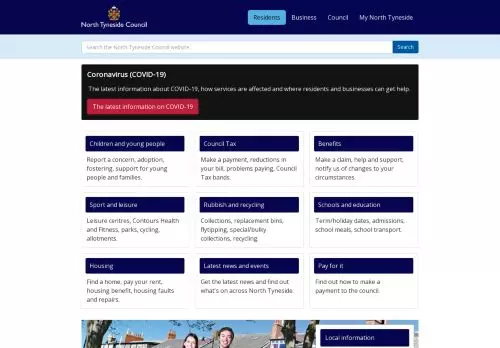 North Tyneside Council
Residents
Business
Council
My North Tyneside
Search the North Tyneside Council website
Search
Coronavirus (COVID-19)
The latest information about COVID-19, how services are affected and where residents and businesses can get help.
The latest information on COVID-19
Children and young people
Report a concern, adoption,
fostering, support for young
people and families.
Council Tax
Make a payment, reductions in
your bill, problems paying, Council
Tax bands.
Benefits
Make a claim, help and support,
notify us of changes to your
circumstances.
Sport and leisure
Leisure centres, Contours Health
and Fitness, parks, cycling,
allotments.
Rubbish and recycling
Collections, replacement bins,
flytipping, special/bulky
collections, recycling.
Schools and education
Term/holiday dates, admissions,
school meals, school transport.
Housing
Find a home, pay your rent,
housing benefit, housing faults
and repairs.
Latest news and events
Get the latest news and find out
what's on across North Tyneside.
Pay for it
Find out how to make a
payment to the council.
Local information